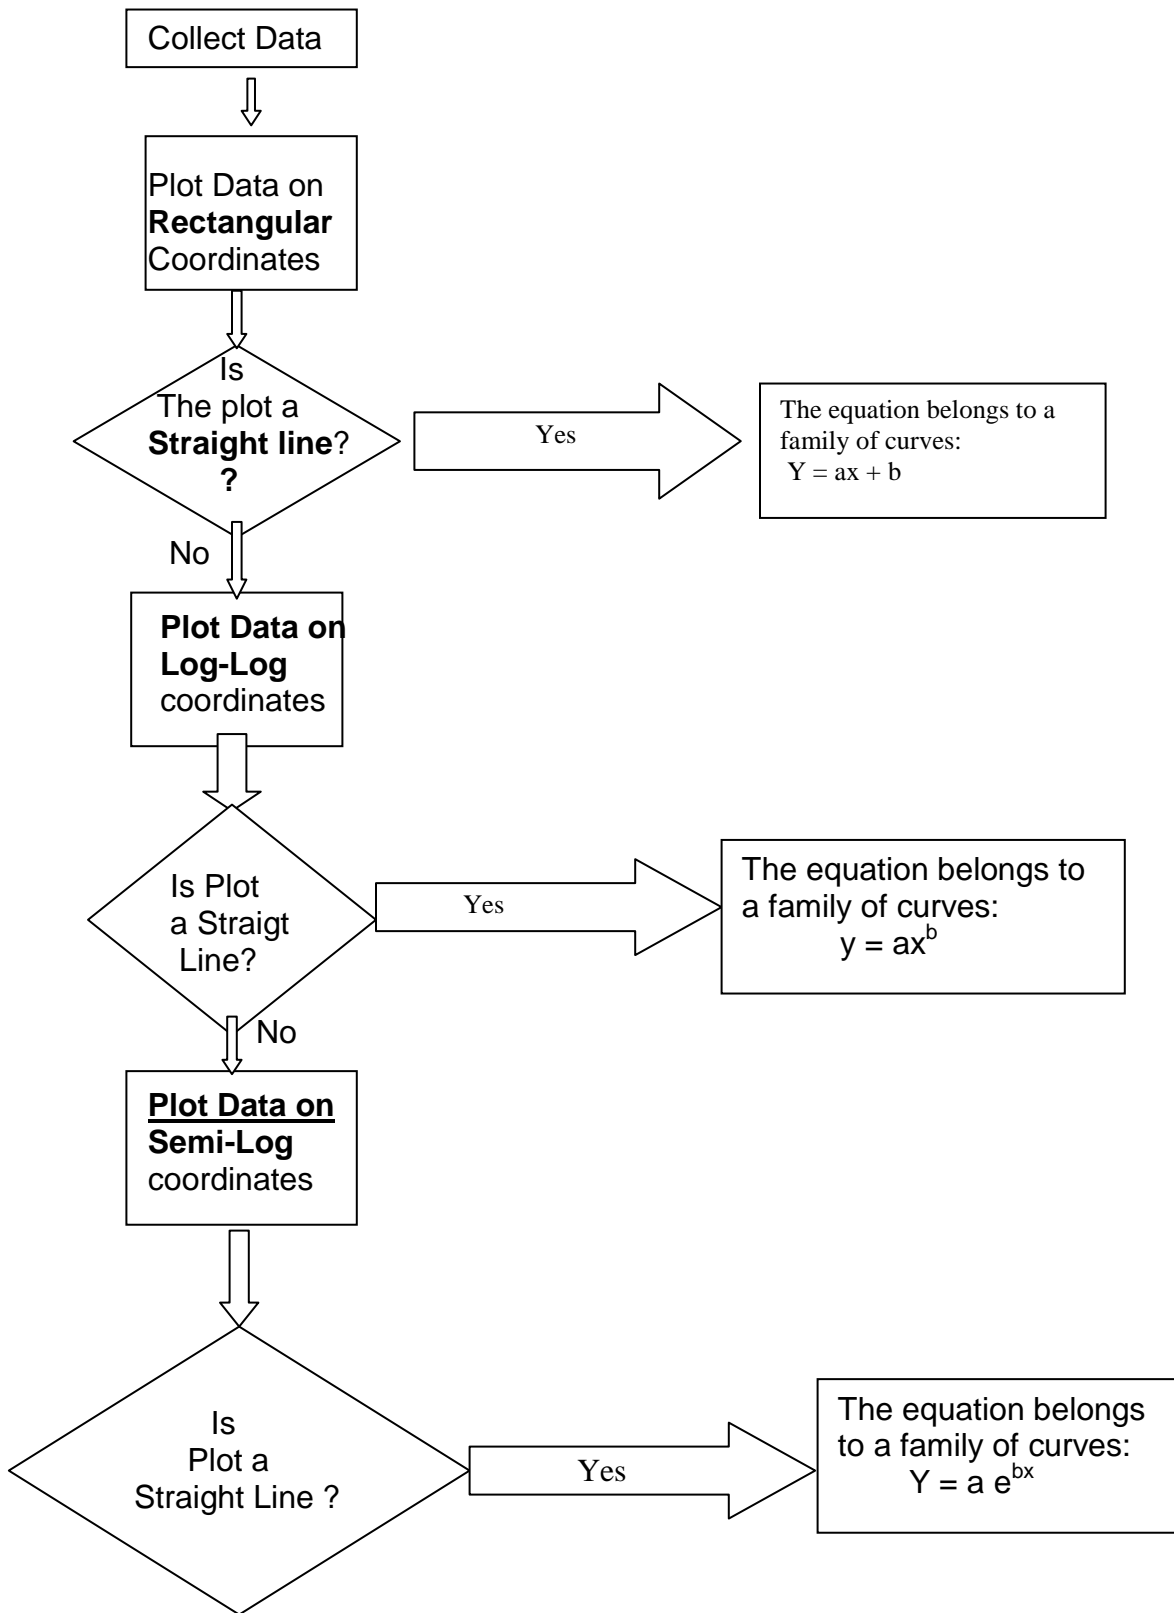 Collect Data
Plot Data on
Rectangular
Coordinates
Is
The plot a
Straight line?
?
Yes
The equation belongs to a
family of curves:
Y = ax + b
No
Plot Data on
Log-Log
coordinates
Is Plot
a Straigt
Line?
Yes
The equation belongs to
a family of curves:
y = ax^b
No
Plot Data on
Semi-Log
coordinates
Is
Plot a
Straight Line ?
Yes
The equation belongs
to a family of curves:
Y = a e^bx